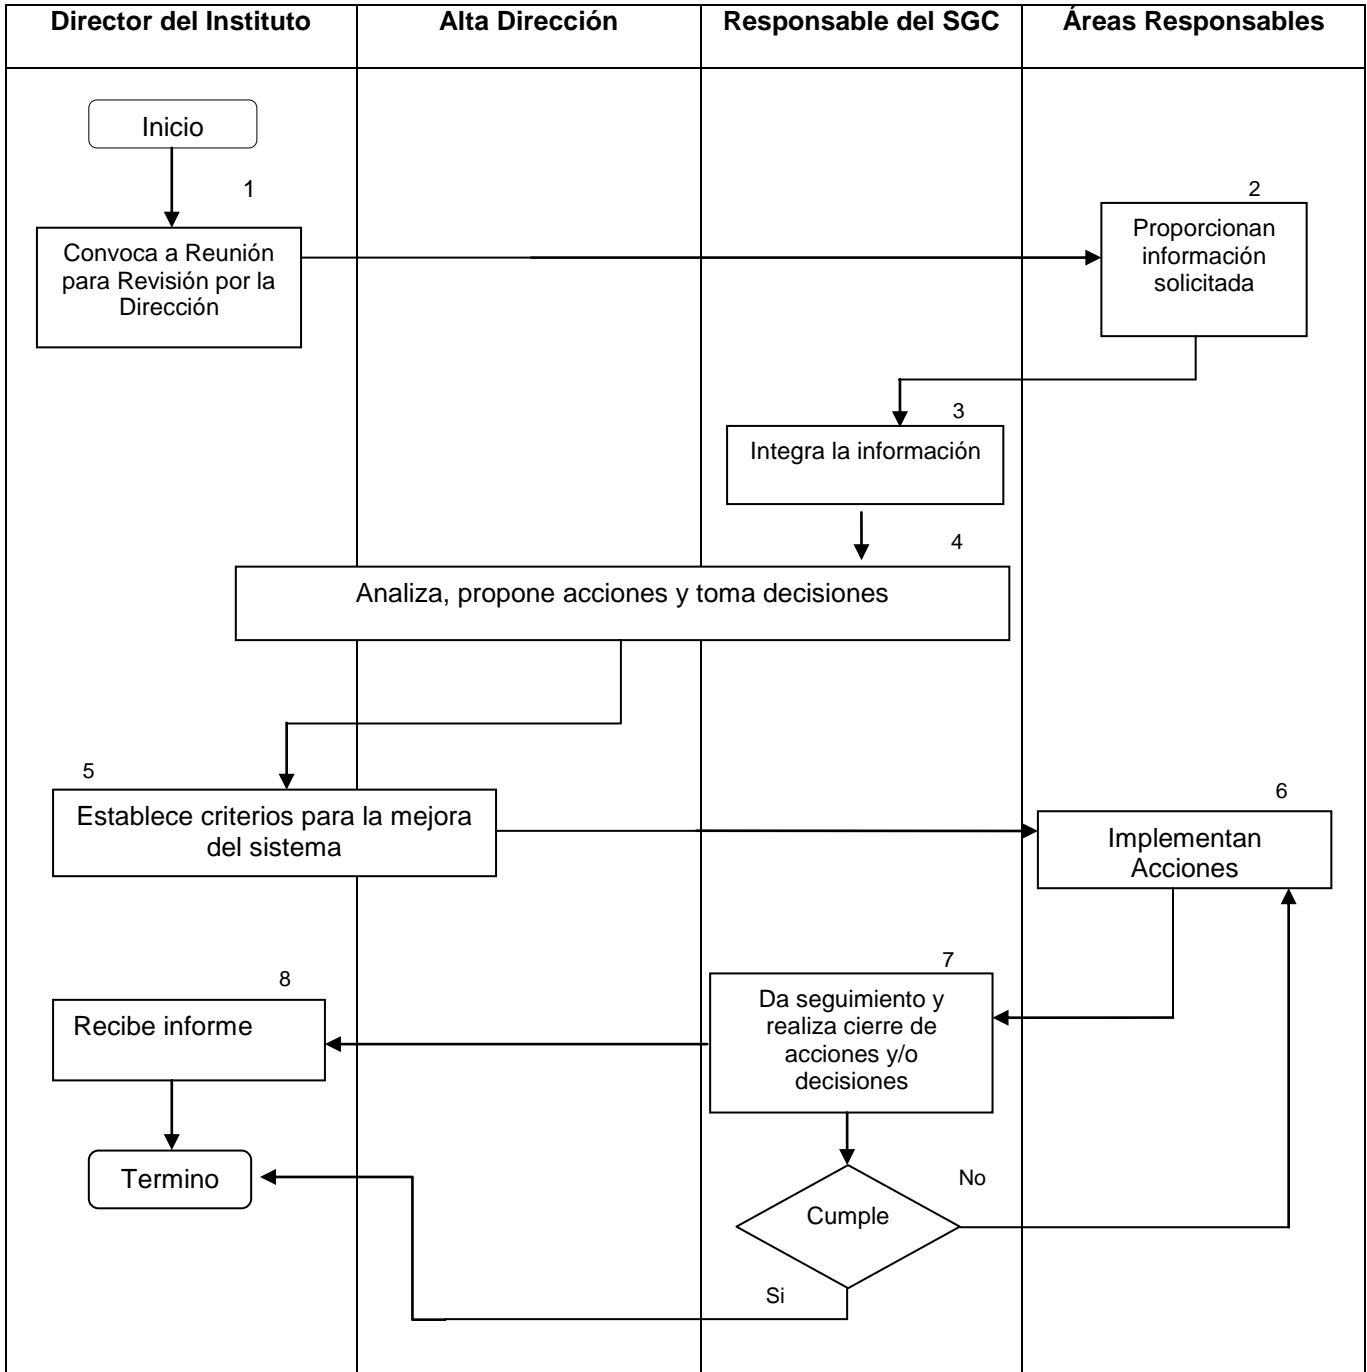 Director del Instituto
Alta Dirección
Responsable del SGC
Áreas Responsables
Inicio
1
2
Convoca a Reunión
para Revisión por la
Dirección
Proporcionan
información
solicitada
3
Integra la información
4
Analiza, propone acciones y toma decisiones
5
Establece criterios para la mejora
del sistema
6
Implementan
Acciones
7
Da seguimiento y
realiza cierre de
acciones y/o
decisiones
8
Recibe informe
Termino
Cumple
No
Si